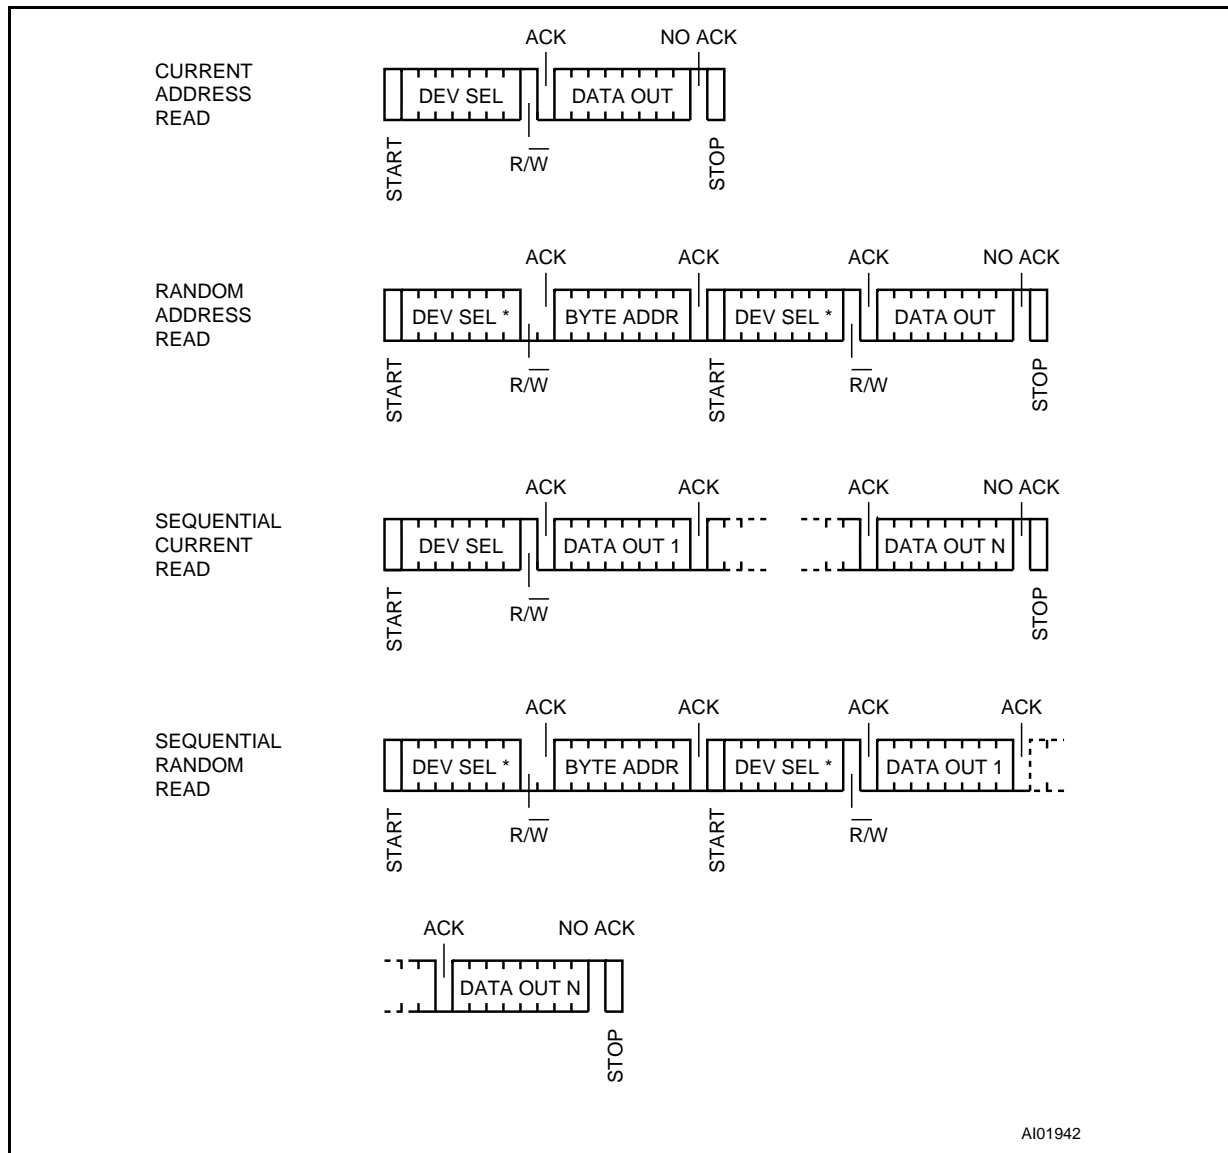 ACK NO ACK
CURRENT
ADDRESS
READ
DEV SEL DATA OUT
START R/W̅ STOP
ACK ACK ACK NO ACK
RANDOM
ADDRESS
READ
DEV SEL * BYTE ADDR DEV SEL * DATA OUT
START R/W̅ START R̅/W STOP
ACK ACK ACK NO ACK
SEQUENTIAL
CURRENT
READ
DEV SEL DATA OUT 1 DATA OUT N
START R/W̅ STOP
ACK ACK ACK ACK
SEQUENTIAL
RANDOM
READ
DEV SEL * BYTE ADDR DEV SEL * DATA OUT 1
START R/W̅ START R̅/W
ACK NO ACK
DATA OUT N
STOP
AI01942